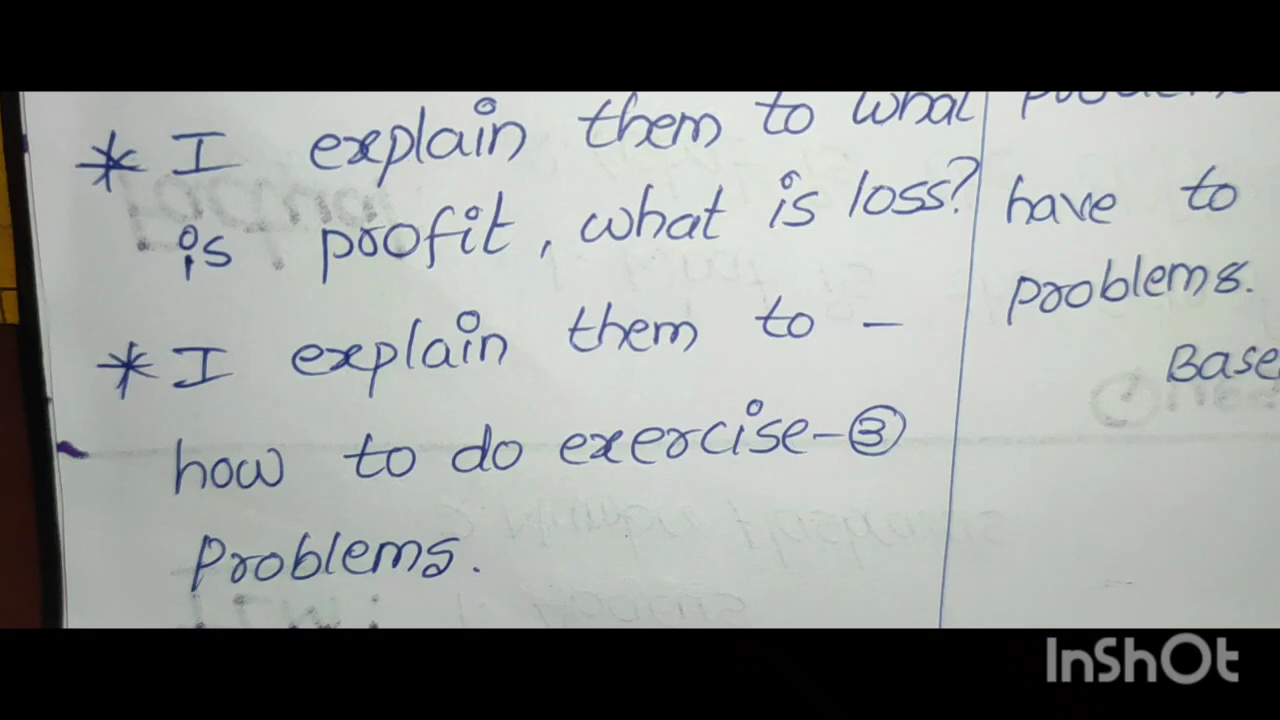 * I explain them to what
is profit, what is loss?
* I explain them to –
how to do exercise-③
Problems.
have to
problems.
Base
InShOt